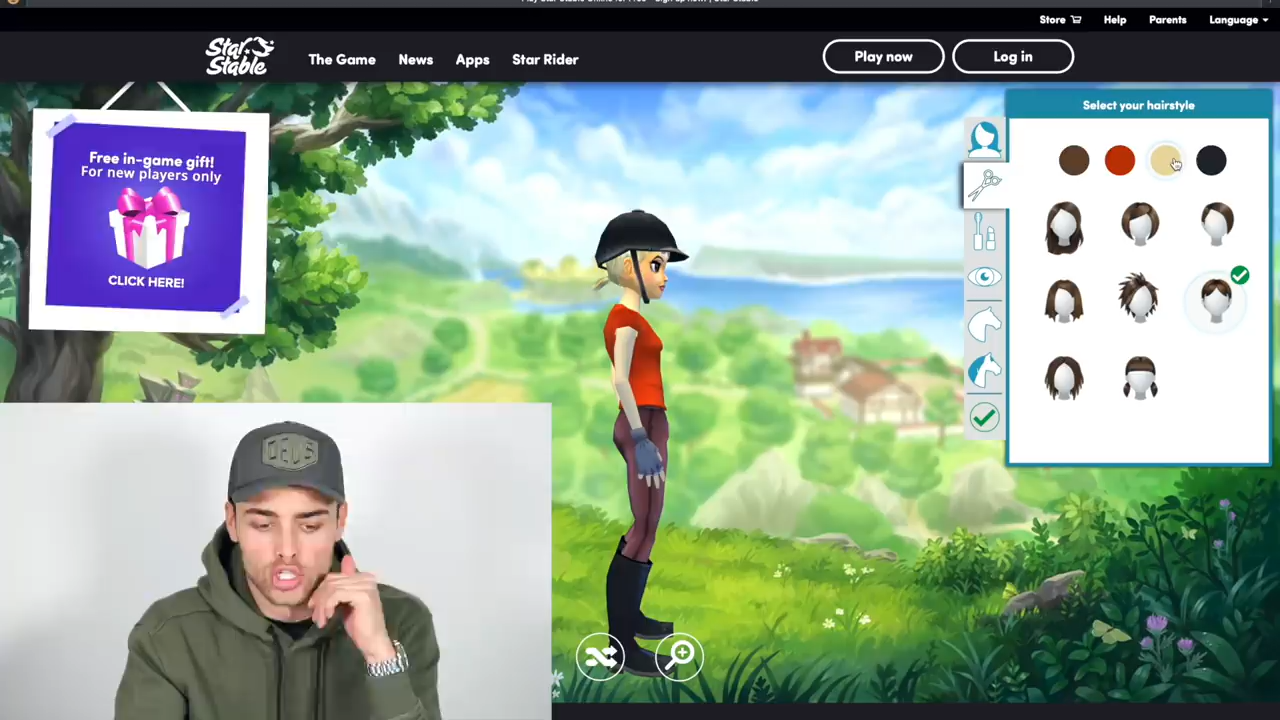 Store
Help
Parents
Language
Star Stable
The Game
News
Apps
Star Rider
Play now
Log in
Select your hairstyle
Free in-game gift!
For new players only
CLICK HERE!
DEUS